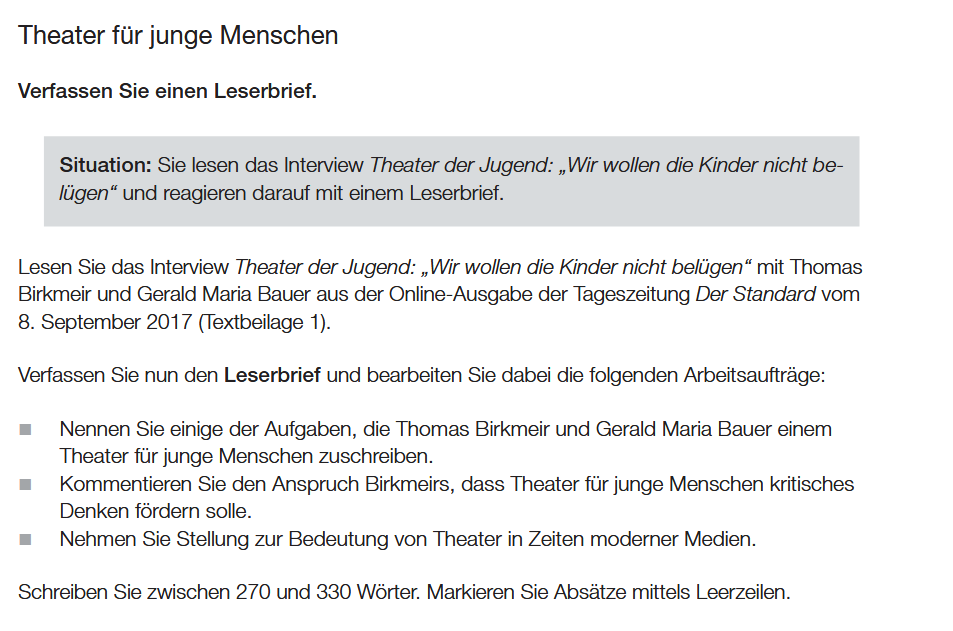 Theater für junge Menschen
Verfassen Sie einen Leserbrief.
Situation: Sie lesen das Interview Theater der Jugend: „Wir wollen die Kinder nicht be-
lügen“ und reagieren darauf mit einem Leserbrief.
Lesen Sie das Interview Theater der Jugend: „Wir wollen die Kinder nicht belügen“ mit Thomas
Birkmeir und Gerald Maria Bauer aus der Online-Ausgabe der Tageszeitung Der Standard vom
8. September 2017 (Textbeilage 1).
Verfassen Sie nun den Leserbrief und bearbeiten Sie dabei die folgenden Arbeitsaufträge:
■ Nennen Sie einige der Aufgaben, die Thomas Birkmeir und Gerald Maria Bauer einem
Theater für junge Menschen zuschreiben.
■ Kommentieren Sie den Anspruch Birkmeirs, dass Theater für junge Menschen kritisches
Denken fördern solle.
■ Nehmen Sie Stellung zur Bedeutung von Theater in Zeiten moderner Medien.
Schreiben Sie zwischen 270 und 330 Wörter. Markieren Sie Absätze mittels Leerzeilen.